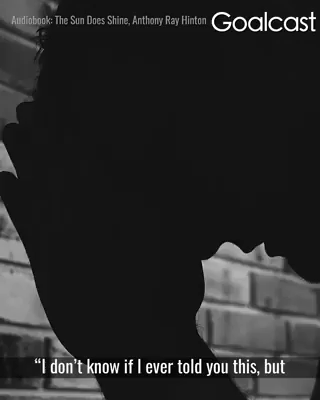 Audiobook: The Sun Does Shine, Anthony Ray Hinton
Goalcast
“I don’t know if I ever told you this, but